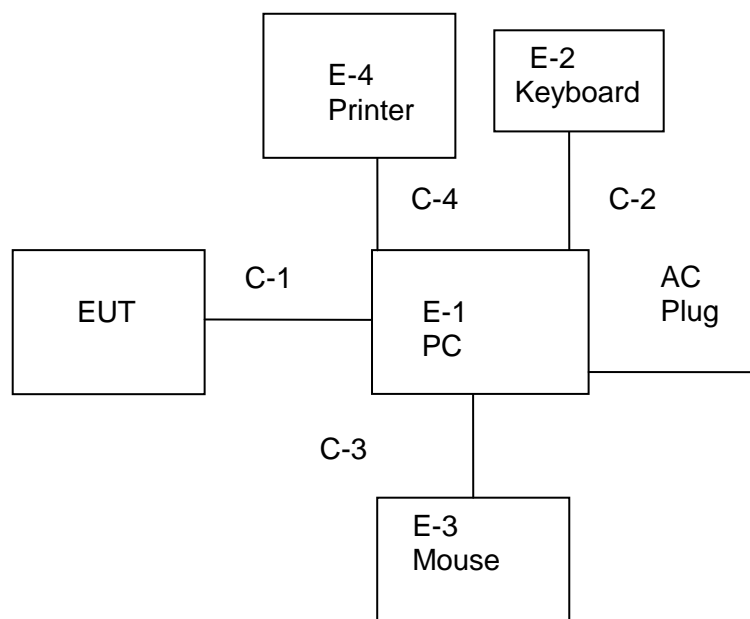 E-4
Printer
E-2
Keyboard
C-4
C-2
C-1
AC
Plug
EUT
E-1
PC
C-3
E-3
Mouse